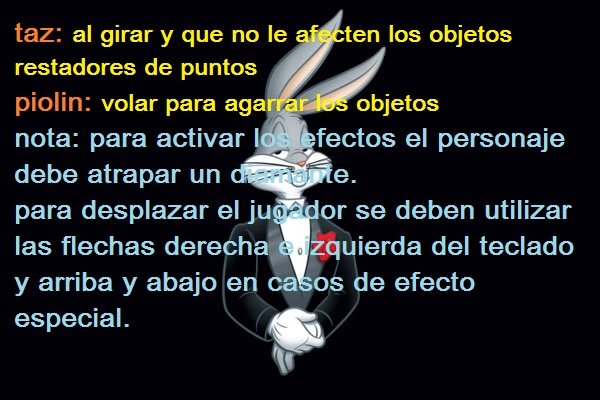 taz: al girar y que no le afecten los objetos
restadores de puntos
piolin: volar para agarrar los objetos
nota: para activar los efectos el personaje
debe atrapar un diamante.
para desplazar el jugador se deben utilizar
las flechas derecha e izquierda del teclado
y arriba y abajo en casos de efecto
especial.